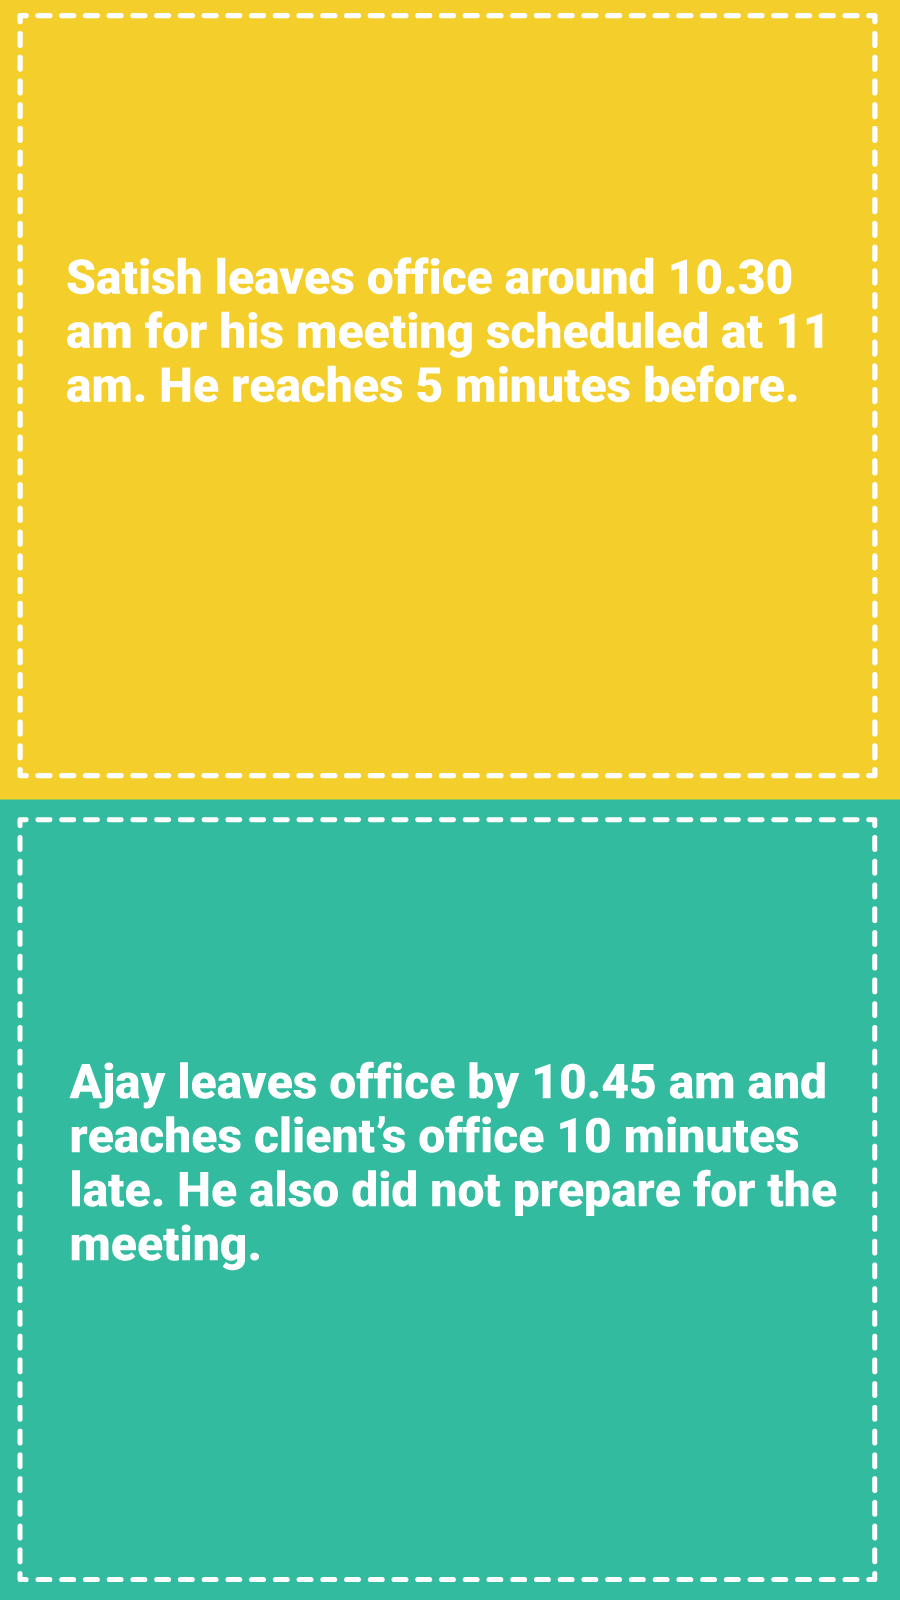 Satish leaves office around 10.30
am for his meeting scheduled at 11
am. He reaches 5 minutes before.
Ajay leaves office by 10.45 am and
reaches client’s office 10 minutes
late. He also did not prepare for the
meeting.